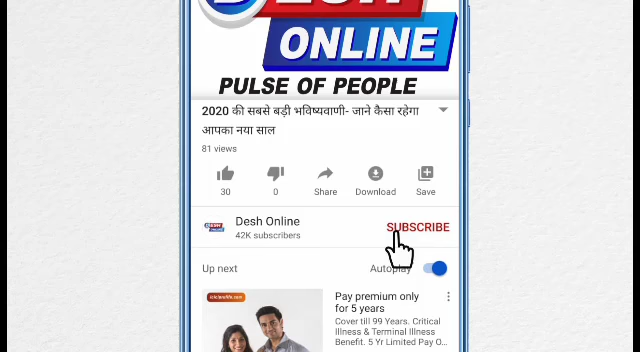 DESH
ONLINE
PULSE OF PEOPLE
2020 की सबसे बड़ी भविष्यवाणी- जाने कैसा रहेगा
आपका नया साल
81 views
30
0
Share
Download
Save
Desh Online
SUBSCRIBE
42K subscribers
Up next
Autoplay
Pay premium only
for 5 years
Cover till 99 Years. Critical
Illness & Terminal Illness
Benefit. 5 Yr Limited Pay O...